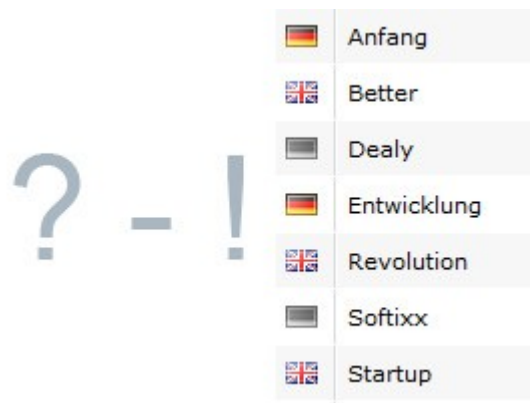 ? - !
Anfang
Better
Dealy
Entwicklung
Revolution
Softixx
Startup